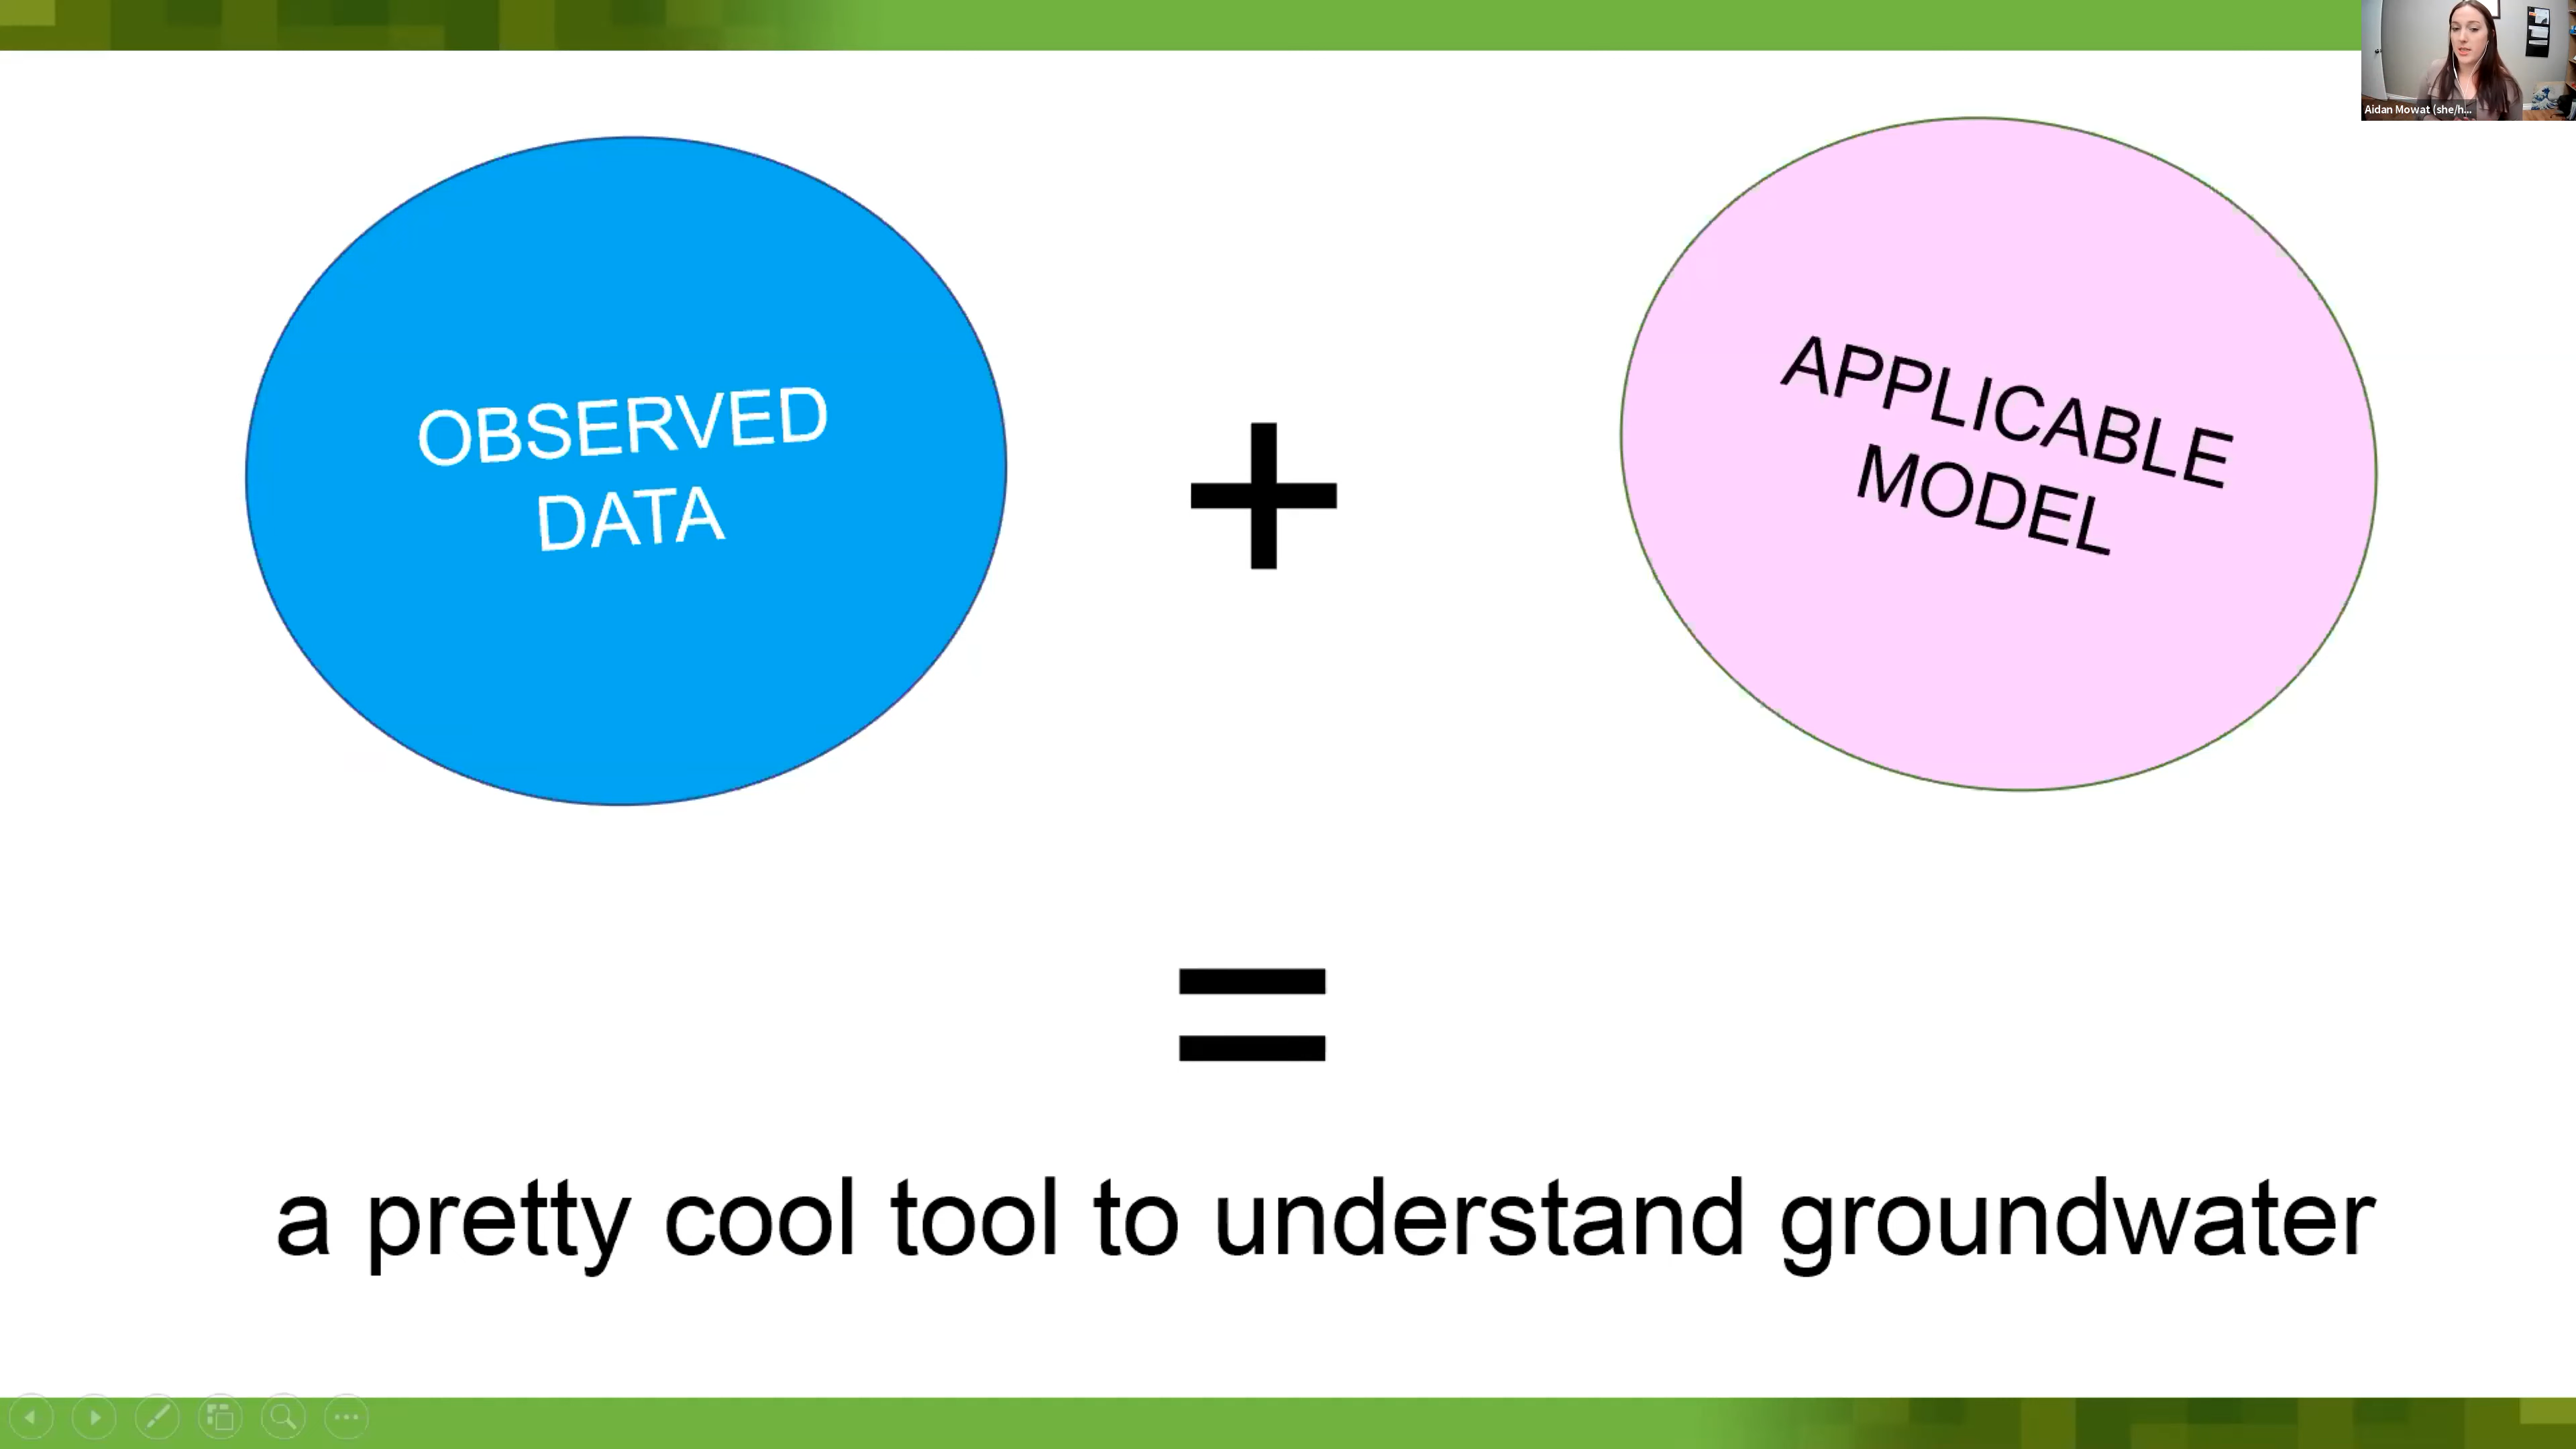 Aidan Mowat (she/h...
OBSERVED
DATA
+
APPLICABLE
MODEL
=
a pretty cool tool to understand groundwater